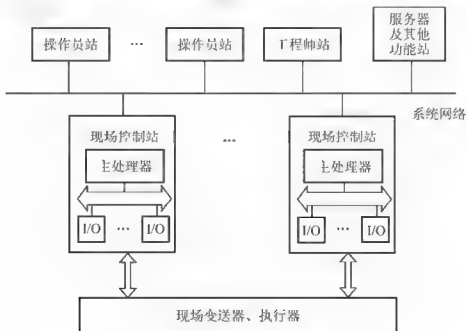 操作员站 … 操作员站 工程师站 服务器
及其他
功能站
系统网络
现场控制站 … 现场控制站
主处理器 主处理器
I/O … I/O I/O … I/O
现场变送器、执行器